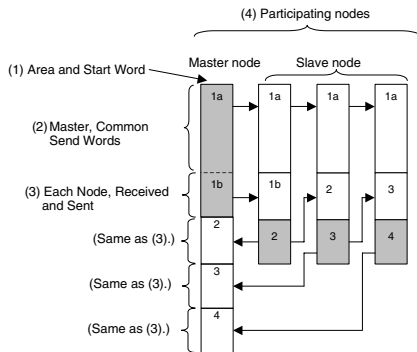 (4) Participating nodes
Master node
Slave node
(1) Area and Start Word
1a
1a
1a
1a
(2) Master, Common
Send Words
(3) Each Node, Received
and Sent
1b
1b
2
3
(Same as (3).)
2
2
3
4
(Same as (3).)
3
(Same as (3).)
4